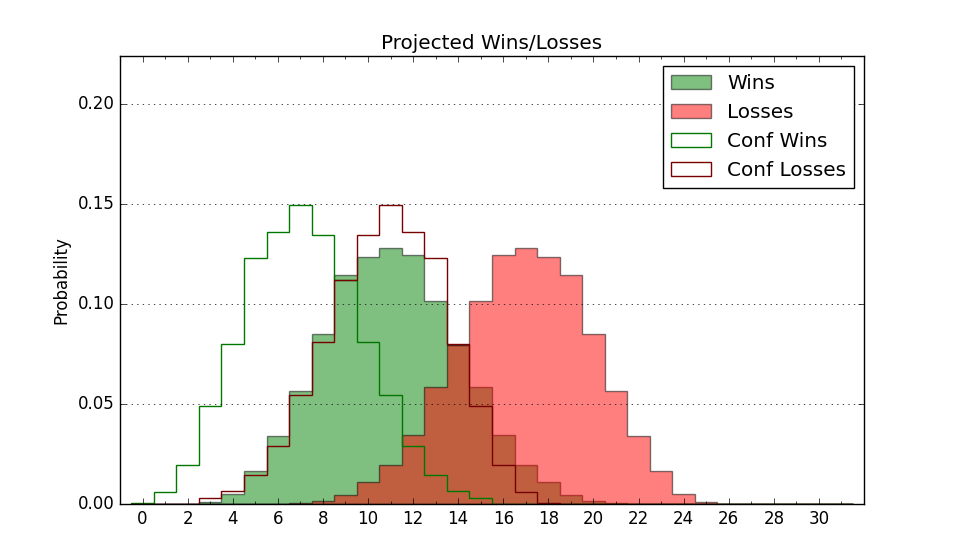 Projected Wins/Losses
Wins
Losses
Conf Wins
Conf Losses
Probability
0.20
0.15
0.10
0.05
0.00
0 2 4 6 8 10 12 14 16 18 20 22 24 26 28 30